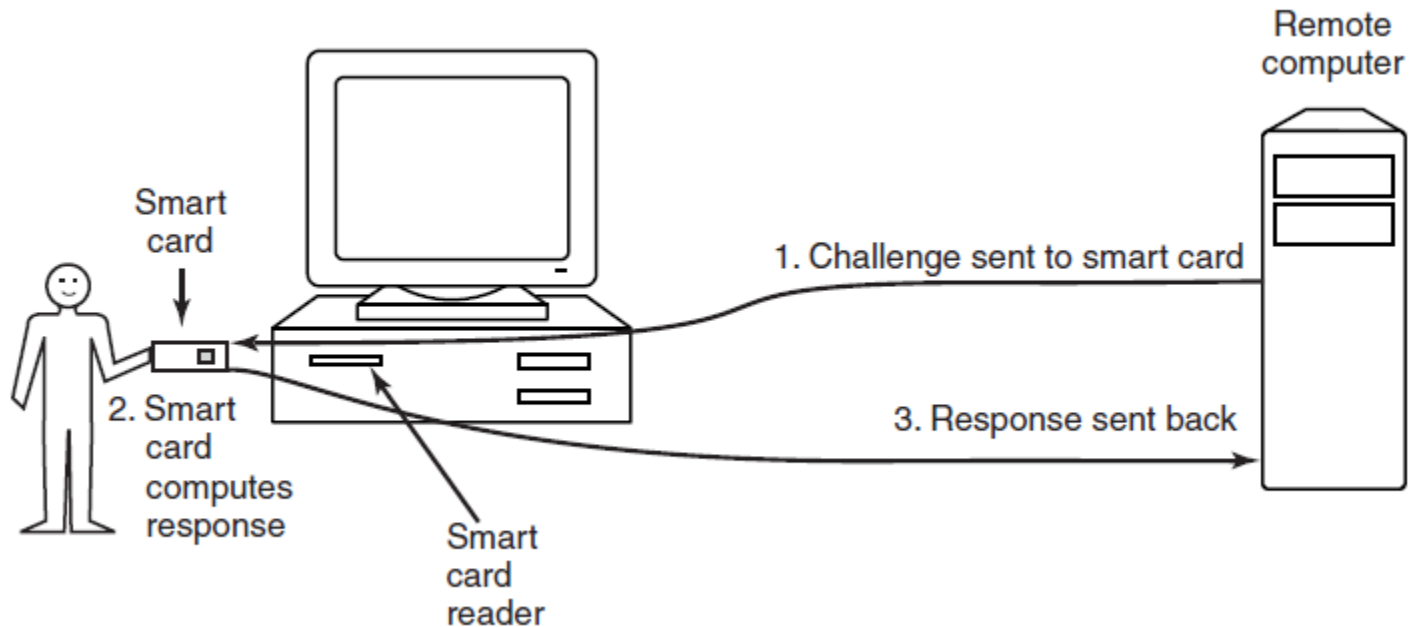 Remote
computer
Smart
card
1. Challenge sent to smart card
2. Smart
card
computes
response
3. Response sent back
Smart
card
reader